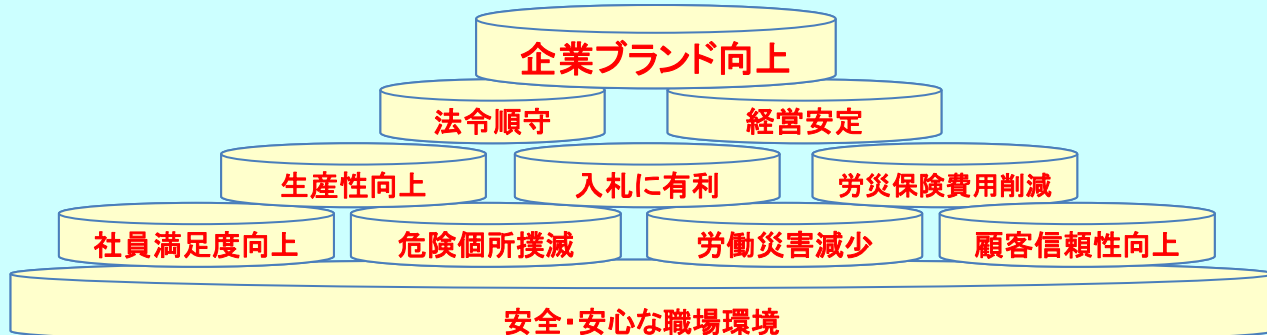 企業ブランド向上
法令順守
経営安定
生産性向上
入札に有利
労災保険費用削減
社員満足度向上
危険個所撲滅
労働災害減少
顧客信頼性向上
安全・安心な職場環境